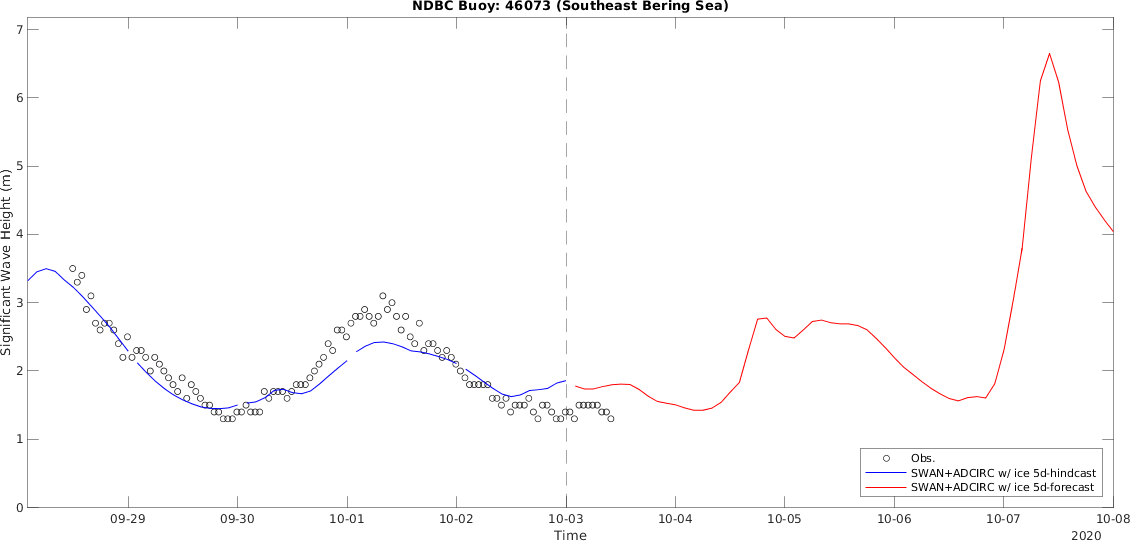 NDBC Buoy: 46073 (Southeast Bering Sea)
Significant Wave Height (m)
7
6
5
4
3
2
1
0
Obs.
SWAN+ADCIRC w/ ice 5d-hindcast
SWAN+ADCIRC w/ ice 5d-forecast
09-29 09-30 10-01 10-02 10-03 10-04 10-05 10-06 10-07 10-08
Time
2020